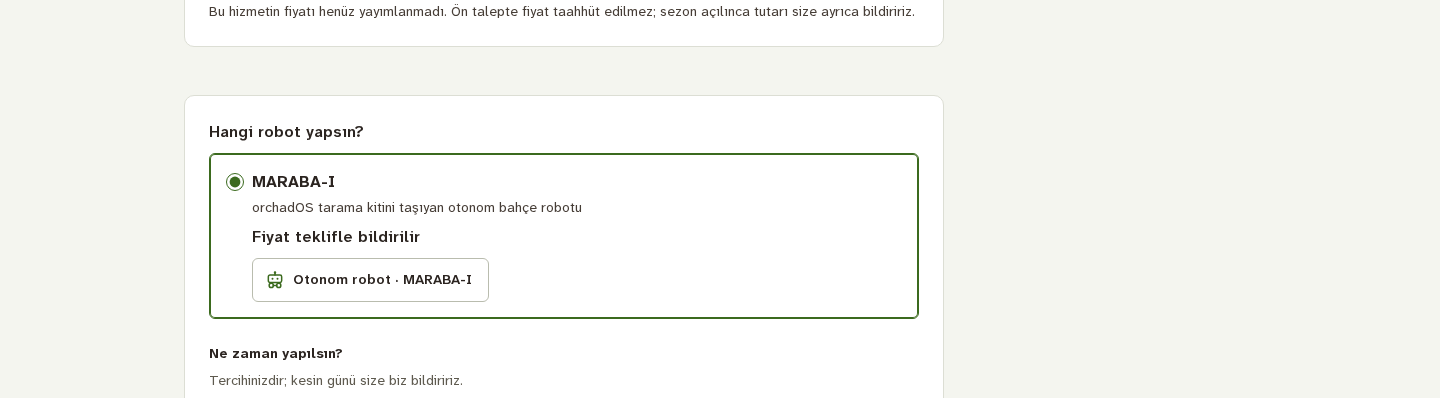 Bu hizmetin fiyatı henüz yayımlanmadı. Ön talepte fiyat taahhüt edilmez; sezon açılınca tutarı size ayrıca bildiririz.
Hangi robot yapsın?
MARABA-I
orchadOS tarama kitini taşıyan otonom bahçe robotu
Fiyat teklifle bildirilir
Otonom robot · MARABA-I
Ne zaman yapılsın?
Tercihinizdir; kesin günü size biz bildiririz.